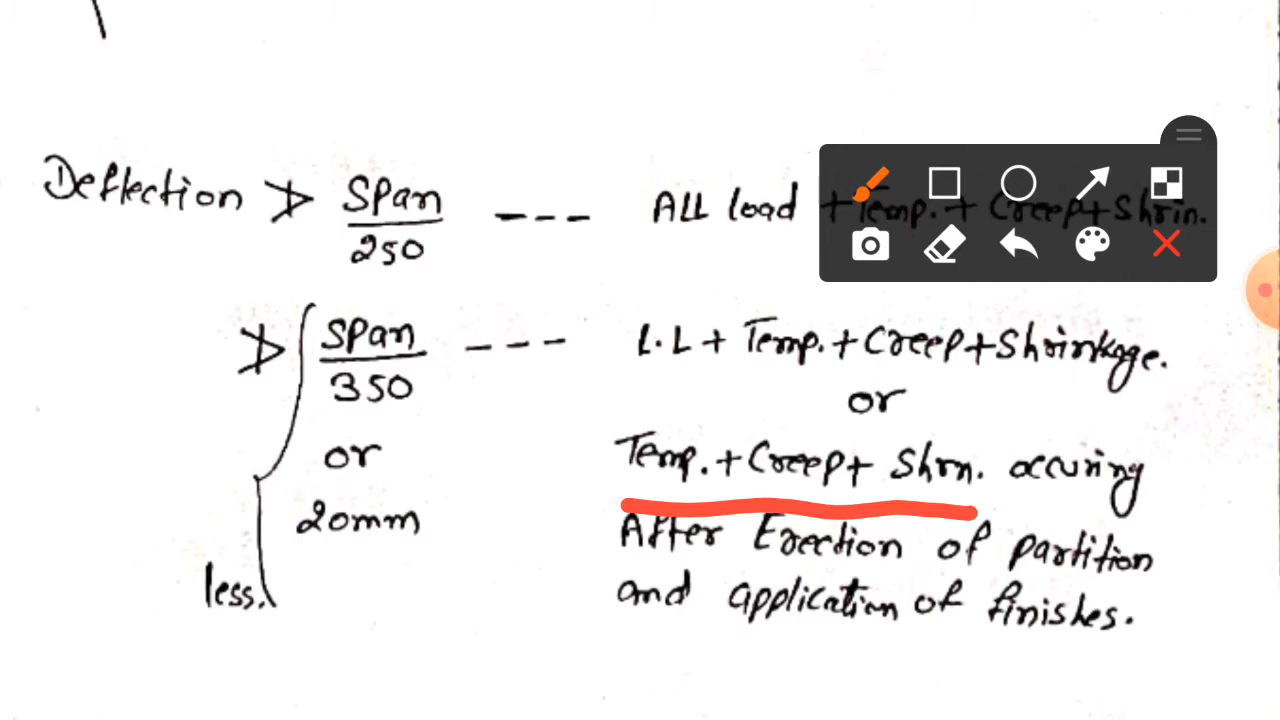 Deflection ≯ Span/250 --- ALL load + Temp. + Creep + Shrin.
≯ Span/350 --- L.L + Temp. + Creep + Shrinkage.
or
or
Temp. + Creep + Shrn. accuring
20mm
After Erection of partition
less.
and application of finishes.